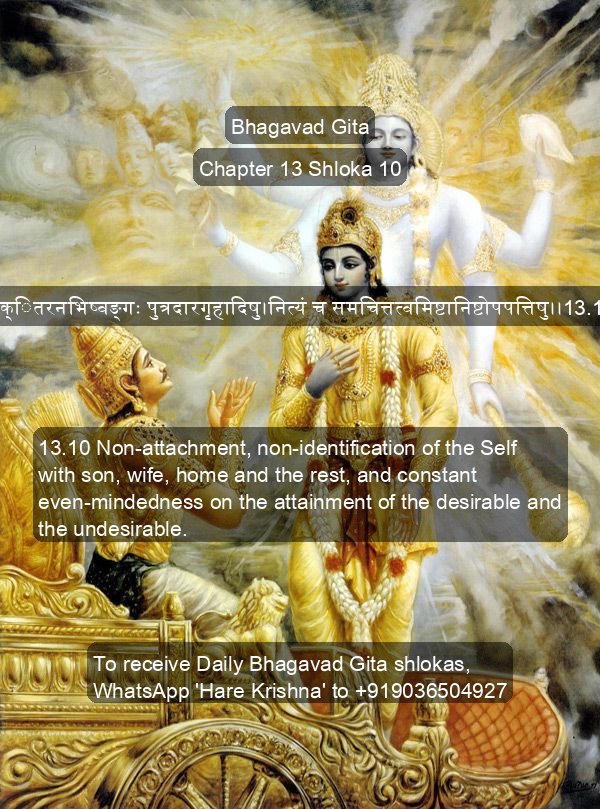 Bhagavad Gita
Chapter 13 Shloka 10
क्ितरनभिष्वङ्गः पुत्रदारगृहादिषु।नित्यं च समचित्तत्वमिष्टानिष्टोपपत्तिषु।।13.1
13.10 Non-attachment, non-identification of the Self
with son, wife, home and the rest, and constant
even-mindedness on the attainment of the desirable and
the undesirable.
To receive Daily Bhagavad Gita shlokas,
WhatsApp 'Hare Krishna' to +919036504927